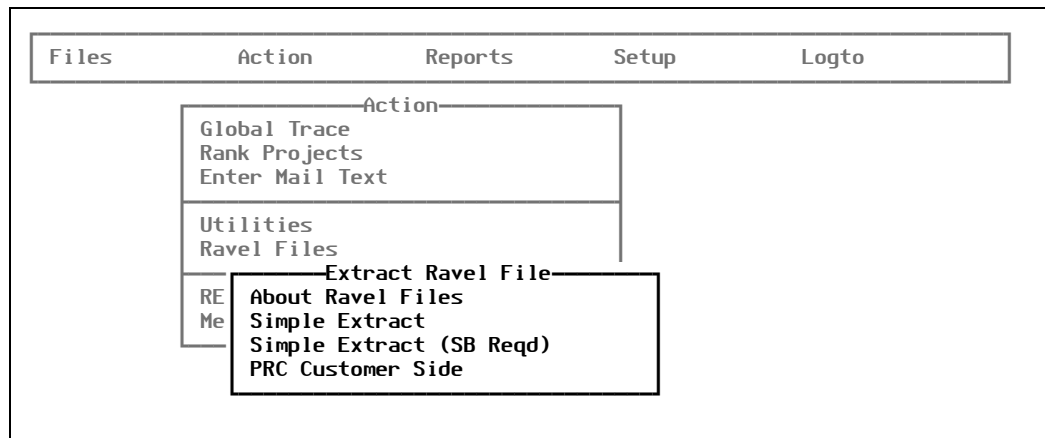 Files Action Reports Setup Logto
Action
Global Trace
Rank Projects
Enter Mail Text
Utilities
Ravel Files
Extract Ravel File
RE About Ravel Files
Me Simple Extract
Simple Extract (SB Reqd)
PRC Customer Side